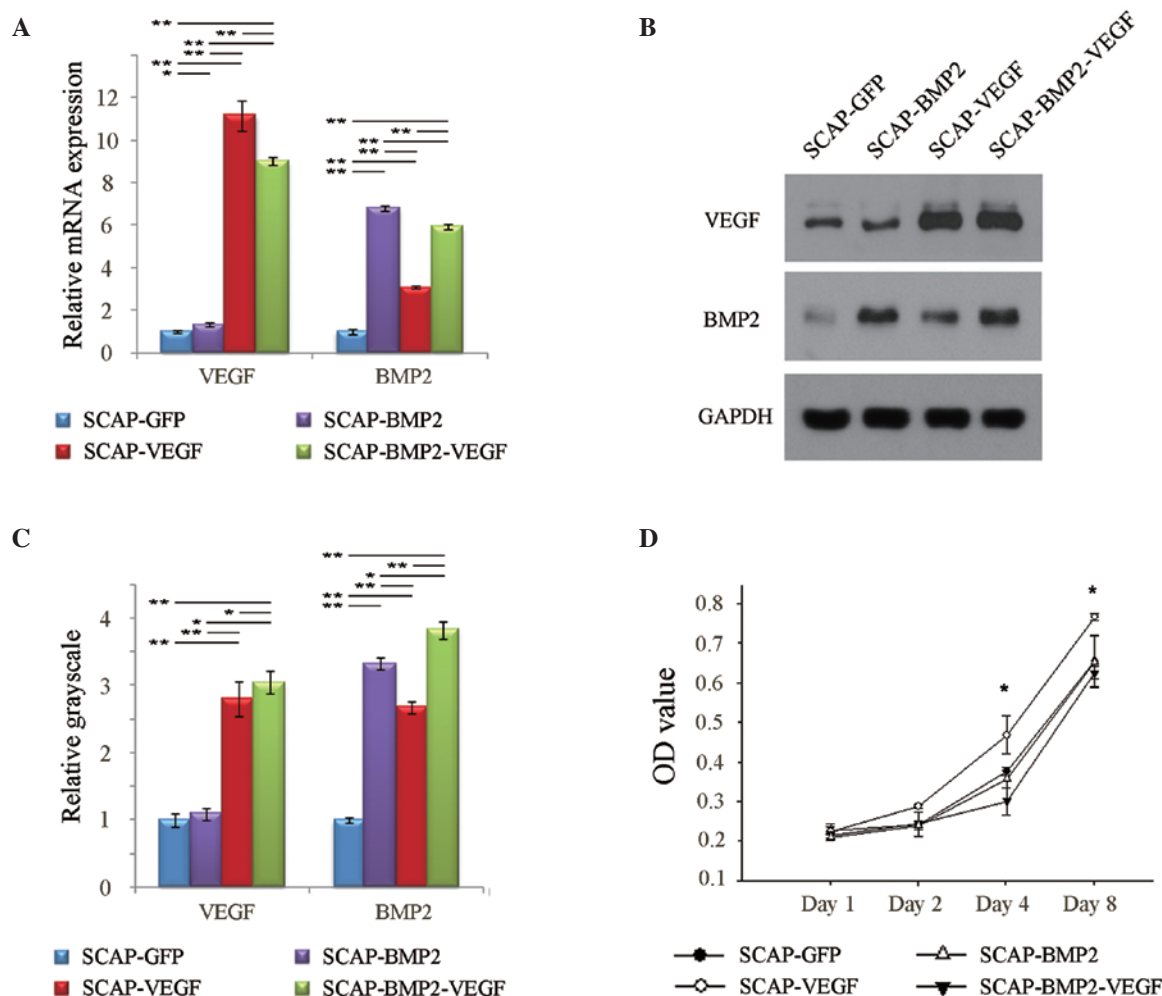 A
**
**
**
**
**
*
12
10
8
6
4
2
0
Relative mRNA expression
**
**
**
**
**
**
VEGF
BMP2
SCAP-GFP
SCAP-BMP2
SCAP-VEGF
SCAP-BMP2-VEGF
B
SCAP-GFP
SCAP-BMP2
SCAP-VEGF
SCAP-BMP2-VEGF
VEGF
BMP2
GAPDH
C
**
*
*
**
**
4
3
2
1
0
Relative grayscale
**
**
*
**
**
**
VEGF
BMP2
SCAP-GFP
SCAP-BMP2
SCAP-VEGF
SCAP-BMP2-VEGF
D
0.8
0.7
0.6
0.5
0.4
0.3
0.2
0.1
OD value
*
*
Day 1 Day 2 Day 4 Day 8
SCAP-GFP
SCAP-BMP2
SCAP-VEGF
SCAP-BMP2-VEGF